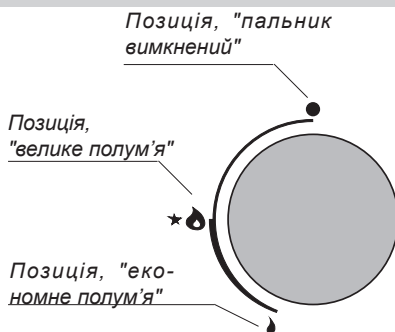 Позиція, "пальник
вимкнений"
Позиція,
"велике полум’я"
Позиція, "еко-
номне полум’я"